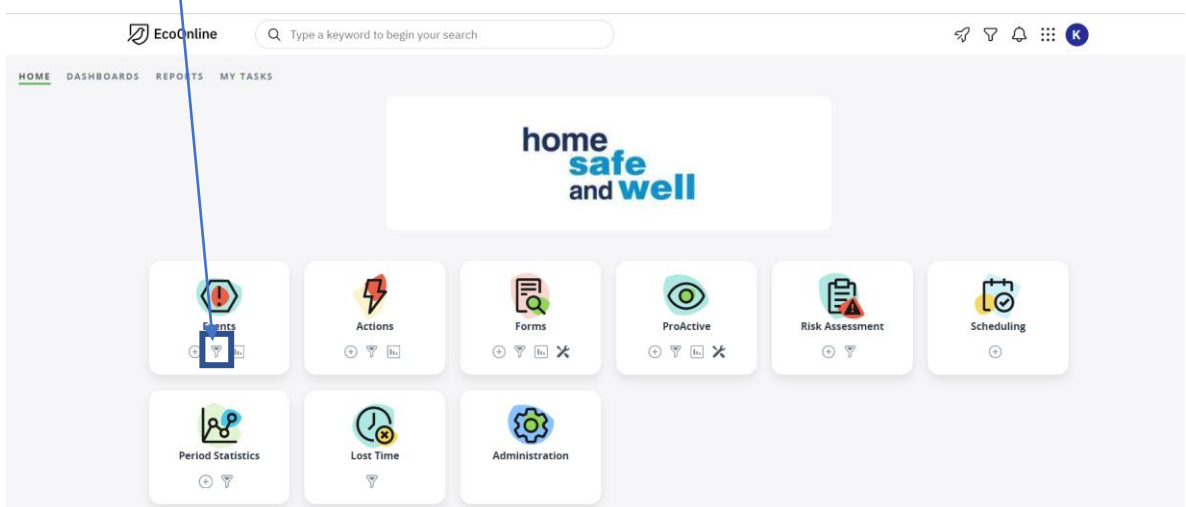 EcoOnline
Type a keyword to begin your search
K
HOME DASHBOARDS REPORTS MY TASKS
home
safe
and well
Events
Actions
Forms
ProActive
Risk Assessment
Scheduling
Period Statistics
Lost Time
Administration